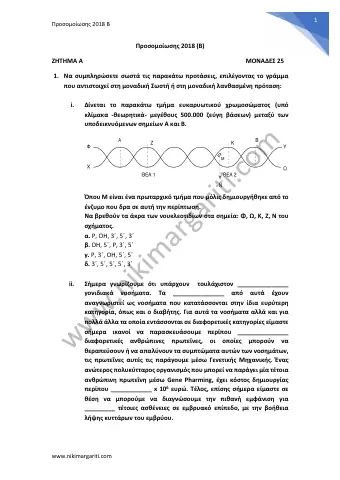 Προσομοίωσης 2018 Β
1
Προσομοίωσης 2018 (Β)
ΖΗΤΗΜΑ Α ΜΟΝΑΔΕΣ 25
1. Να συμπληρώσετε σωστά τις παρακάτω προτάσεις, επιλέγοντας το γράμμα
που αντιστοιχεί στη μοναδική Σωστή ή στη μοναδική λανθασμένη πρόταση:
i. Δίνεται το παρακάτω τμήμα ευκαρυωτικού χρωμοσώματος (υπό
κλίμακα -θεωρητικά- μεγέθους 500.000 ζεύγη βάσεων) μεταξύ των
υποδεικνυόμενων σημείων Α και Β.
Φ Α Ζ Κ Β Υ
Χ ΘΕΑ 1 Μ ΘΕΑ 2 Ω
Ν
Όπου Μ είναι ένα πρωταρχικό τμήμα που μόλις δημιουργήθηκε από το
ένζυμο που δρα σε αυτή την περίπτωση.
Να βρεθούν τα άκρα των νουκλεοτιδίων στα σημεία: Φ, Ω, Κ, Ζ, Ν του
σχήματος.
α. Ρ, ΟΗ, 3΄, 5΄, 3΄
β. ΟΗ, 5΄, Ρ, 3΄, 5΄
γ. Ρ, 3΄, ΟΗ, 5΄, 5΄
δ. 3΄, 5΄, 5΄, 5΄, 3΄
ii. Σήμερα γνωρίζουμε ότι υπάρχουν τουλάχιστον
γονιδιακά νοσήματα. Τα από αυτά έχουν
αναγνωριστεί ως νοσήματα που κατατάσσονται στην ίδια ευρύτερη
κατηγορία, όπως και ο διαβήτης. Για αυτά τα νοσήματα αλλά και για
πολλά άλλα τα οποία εντάσσονται σε διαφορετικές κατηγορίες είμαστε
σήμερα ικανοί να παρασκευάσουμε περίπου
διαφορετικές ανθρώπινες πρωτεΐνες, οι οποίες μπορούν να
θεραπεύσουν ή να απαλύνουν τα συμπτώματα αυτών των νοσημάτων,
τις πρωτεΐνες αυτές τις παράγουμε μέσω Γενετικής Μηχανικής. Ένας
ανώτερος πολυκύτταρος οργανισμός που μπορεί να παράγει μία τέτοια
ανθρώπινη πρωτεΐνη μέσω Gene Pharming, έχει κόστος δημιουργίας
περίπου ____________ x 10⁶ ευρώ. Τέλος, επίσης σήμερα είμαστε σε
θέση να μπορούμε να διαγνώσουμε την πιθανή εμφάνιση για
_________ τέτοιες ασθένειες σε εμβρυακό επίπεδο, με την βοήθεια
λήψης κυττάρων του εμβρύου.
www.nikimargariti.com
www.nikimargariti.com